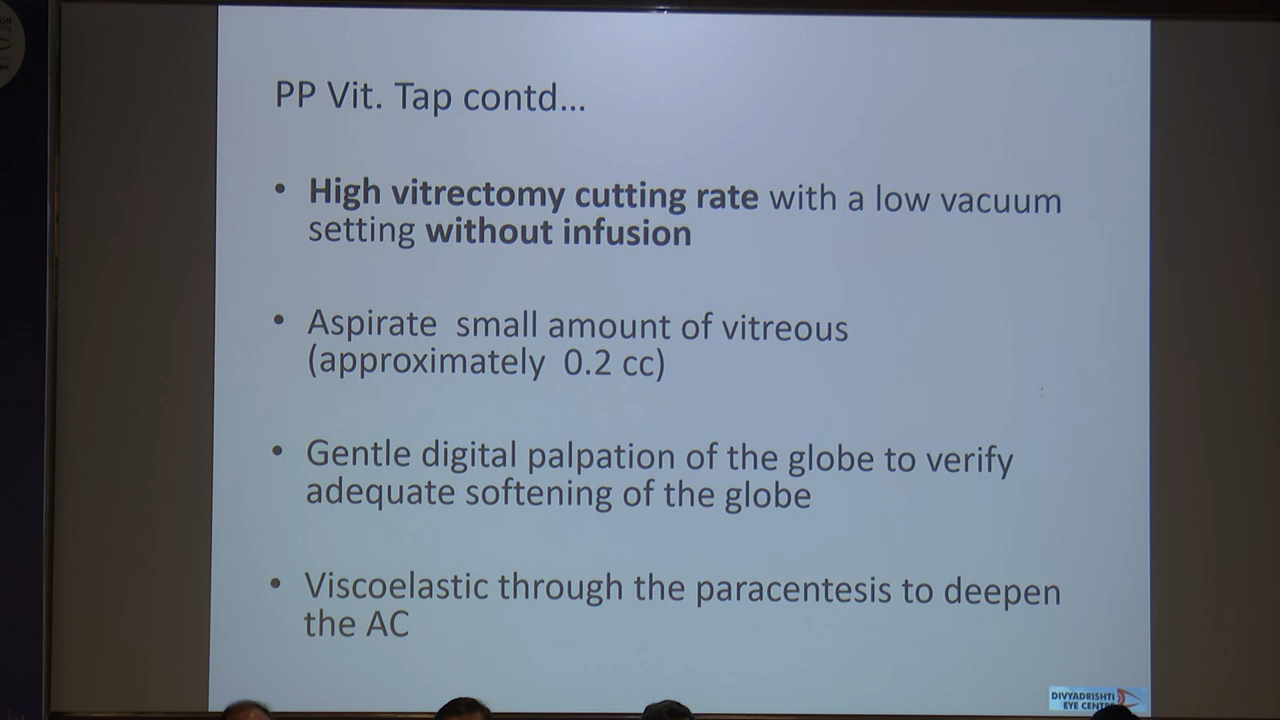 PP Vit. Tap contd...
• High vitrectomy cutting rate with a low vacuum
setting without infusion
• Aspirate small amount of vitreous
(approximately 0.2 cc)
• Gentle digital palpation of the globe to verify
adequate softening of the globe
• Viscoelastic through the paracentesis to deepen
the AC
DIVYADRISHTI
EYE CENTRE